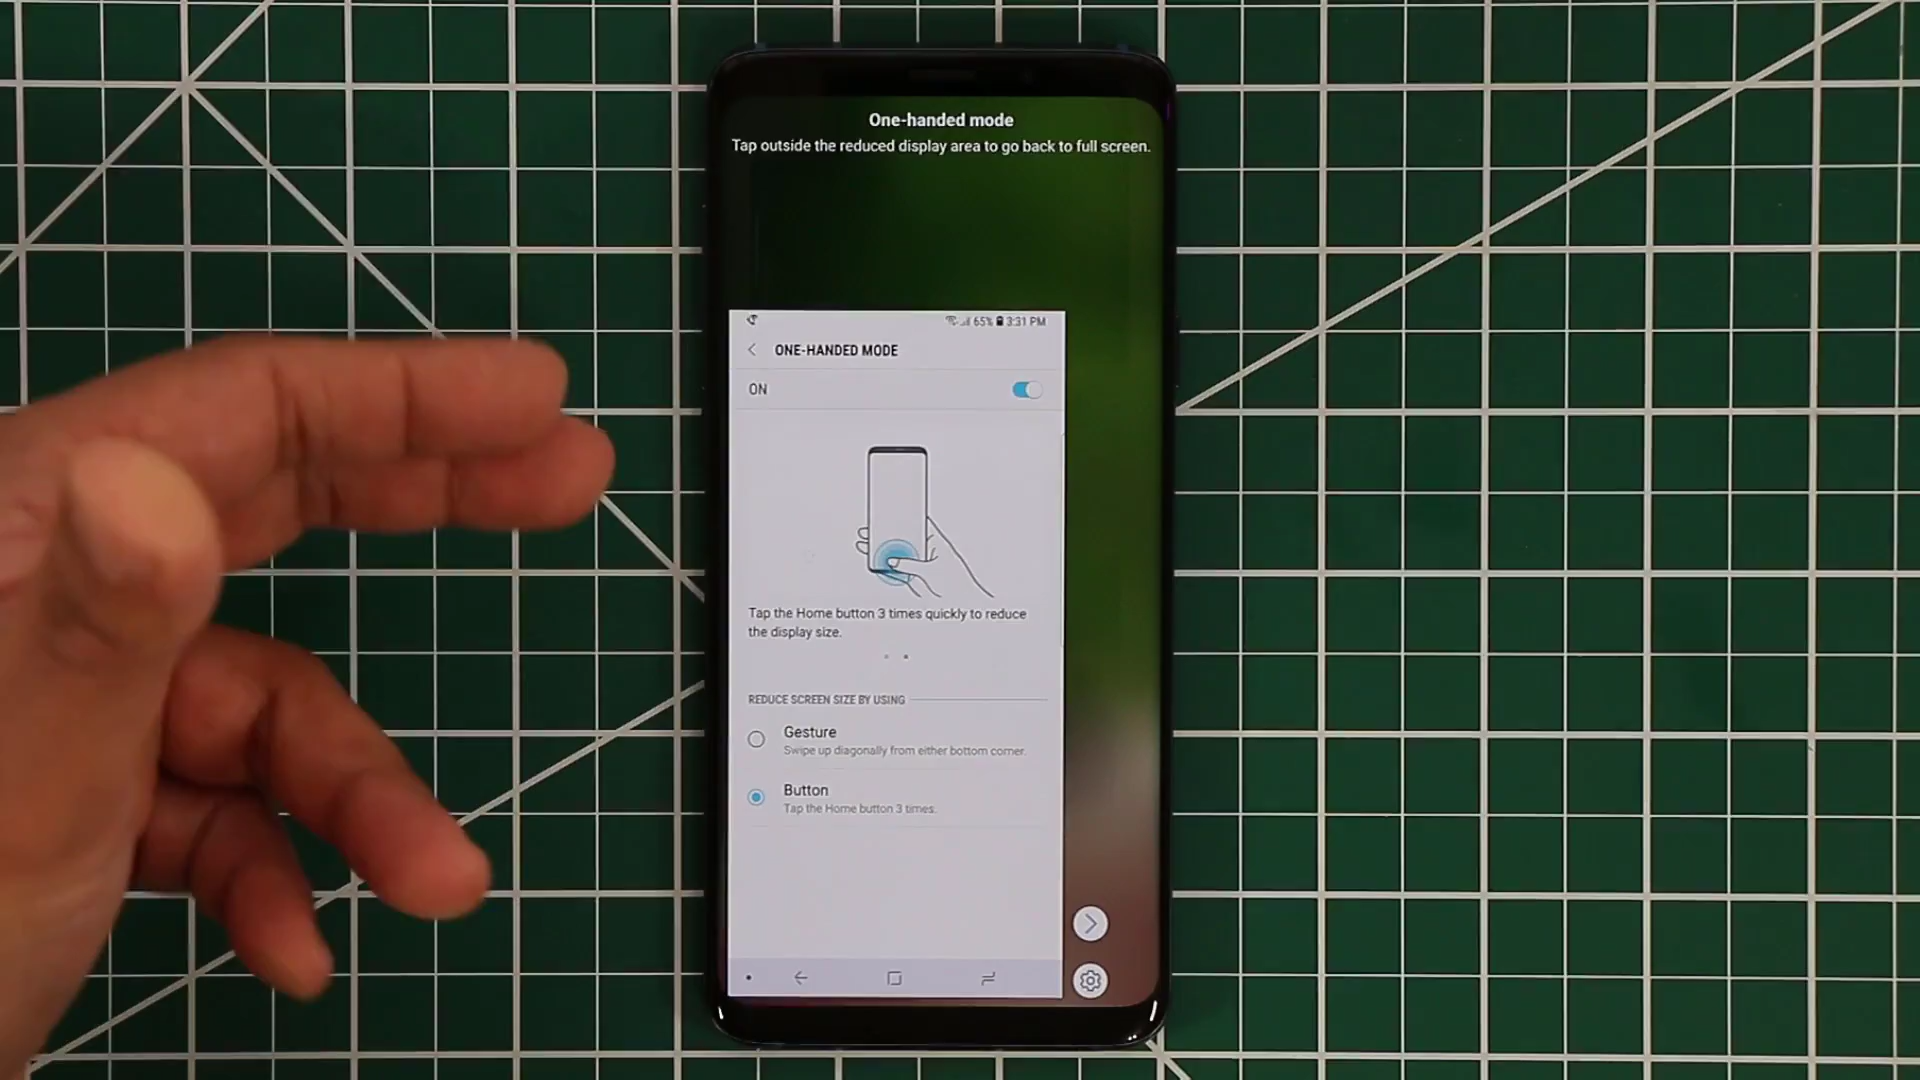 One-handed mode
Tap outside the reduced display area to go back to full screen.
65% 3:31 PM
ONE-HANDED MODE
ON
Tap the Home button 3 times quickly to reduce
the display size.
REDUCE SCREEN SIZE BY USING
Gesture
Swipe up diagonally from either bottom corner.
Button
Tap the Home button 3 times.